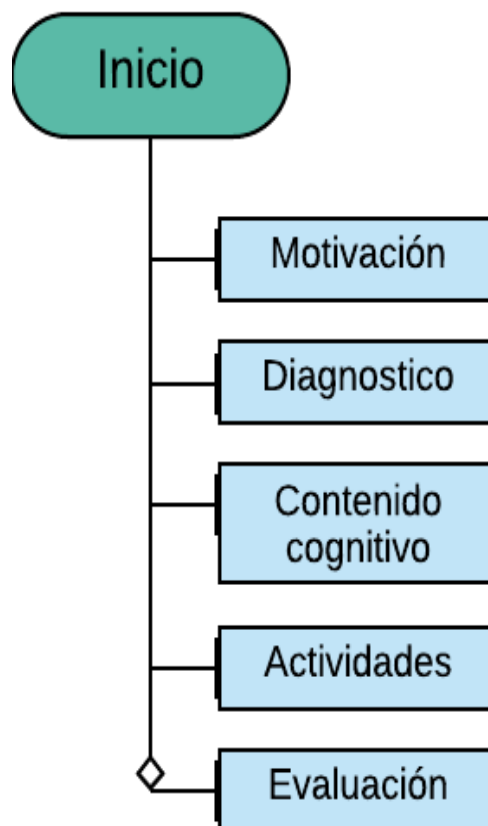 Inicio
Motivación
Diagnostico
Contenido
cognitivo
Actividades
Evaluación